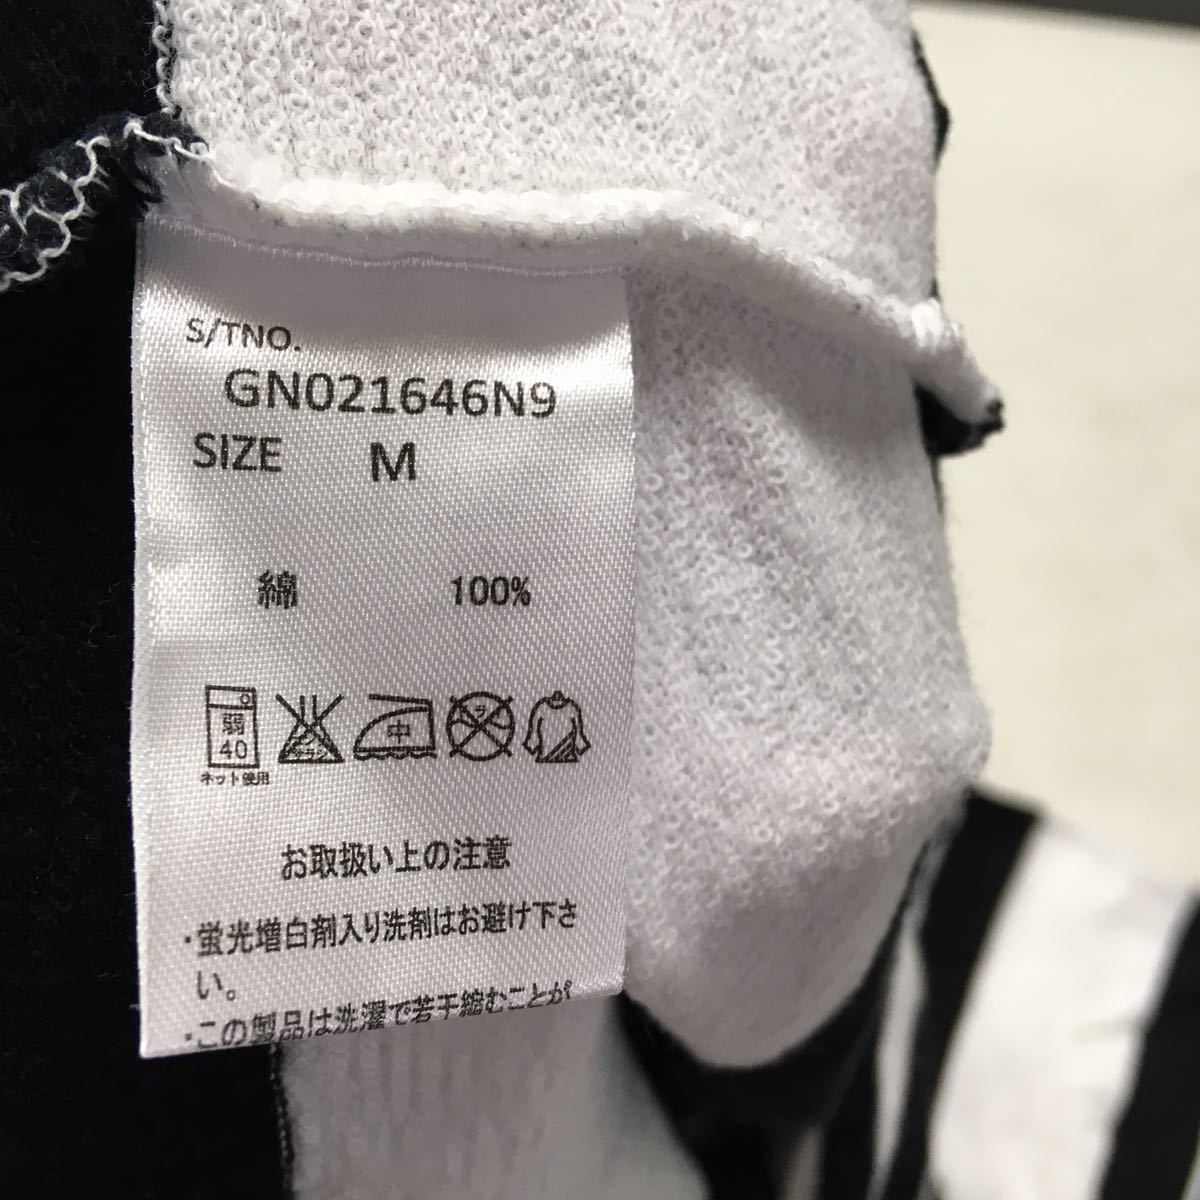 S/TNO.
GN021646N9
SIZE M
綿 100%
弱
40
ネット使用
中
お取扱い上の注意
・蛍光増白剤入り洗剤はお避け下さ
い。
・この製品は洗濯で若干縮むことが